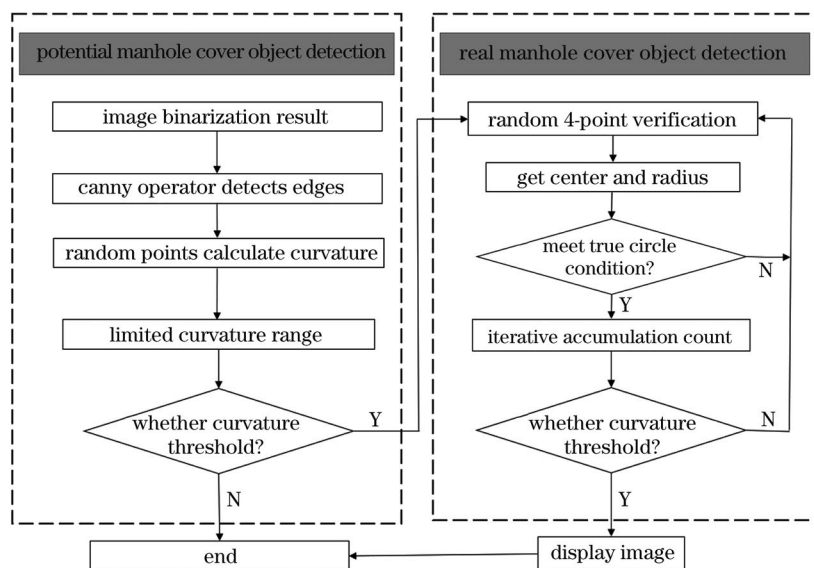 potential manhole cover object detection
image binarization result
canny operator detects edges
random points calculate curvature
limited curvature range
whether curvature
threshold?
Y
N
end
real manhole cover object detection
random 4-point verification
get center and radius
meet true circle
condition?
N
Y
iterative accumulation count
whether curvature
threshold?
N
Y
display image